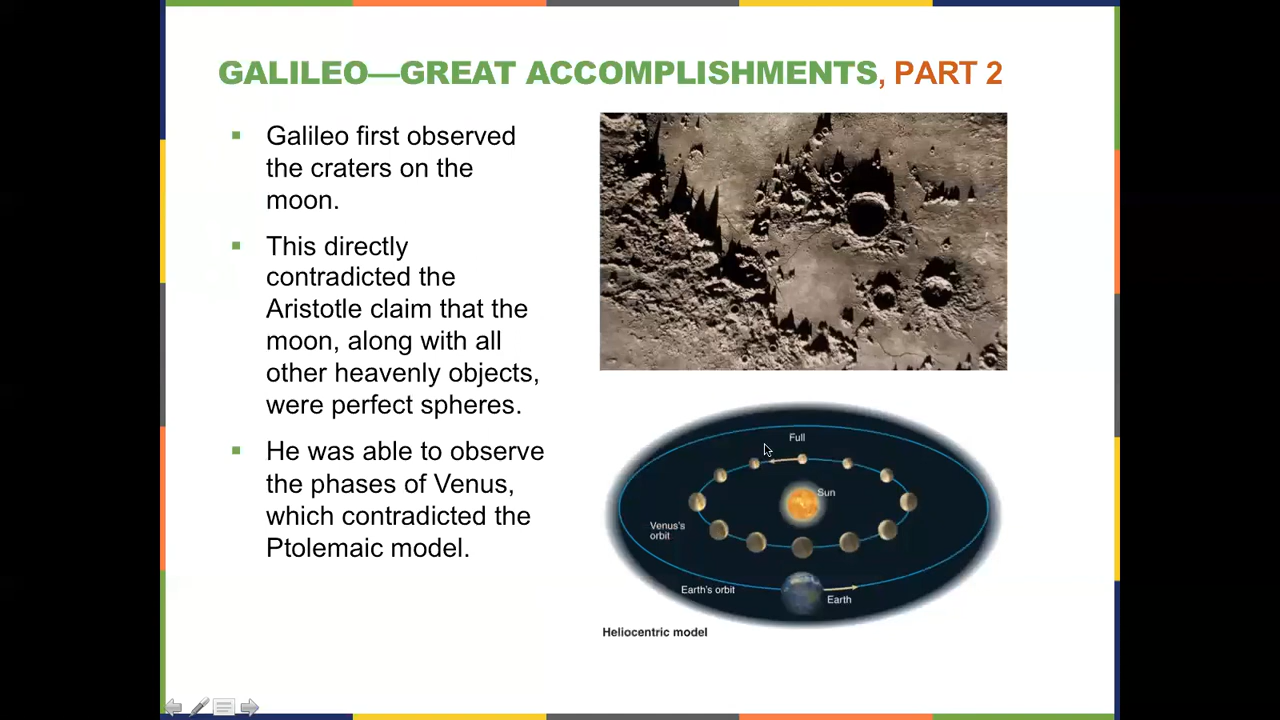 GALILEO—GREAT ACCOMPLISHMENTS, PART 2
Galileo first observed
the craters on the
moon.
This directly
contradicted the
Aristotle claim that the
moon, along with all
other heavenly objects,
were perfect spheres.
He was able to observe
the phases of Venus,
which contradicted the
Ptolemaic model.
Full
Sun
Venus's
orbit
Earth's orbit
Earth
Heliocentric model